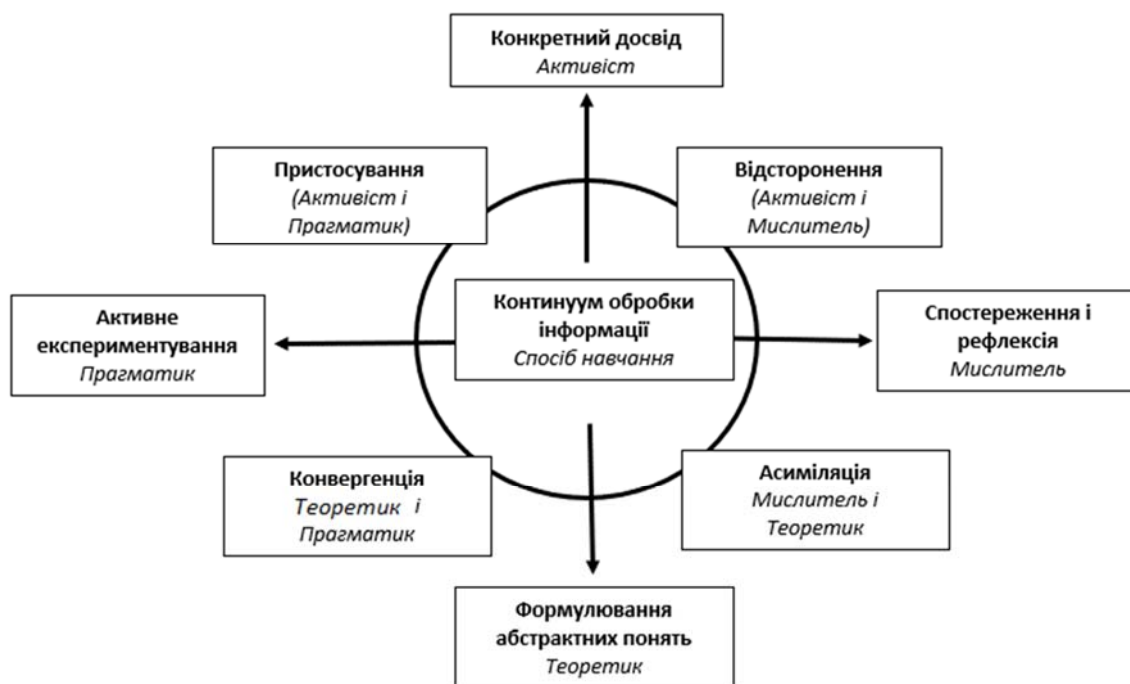 Конкретний досвід
Активіст
Пристосування
(Активіст і
Прагматик)
Відсторонення
(Активіст і
Мислитель)
Активне
експериментування
Прагматик
Континуум обробки
інформації
Спосіб навчання
Спостереження і
рефлексія
Мислитель
Конвергенція
Теоретик і
Прагматик
Асиміляція
Мислитель і
Теоретик
Формулювання
абстрактних понять
Теоретик